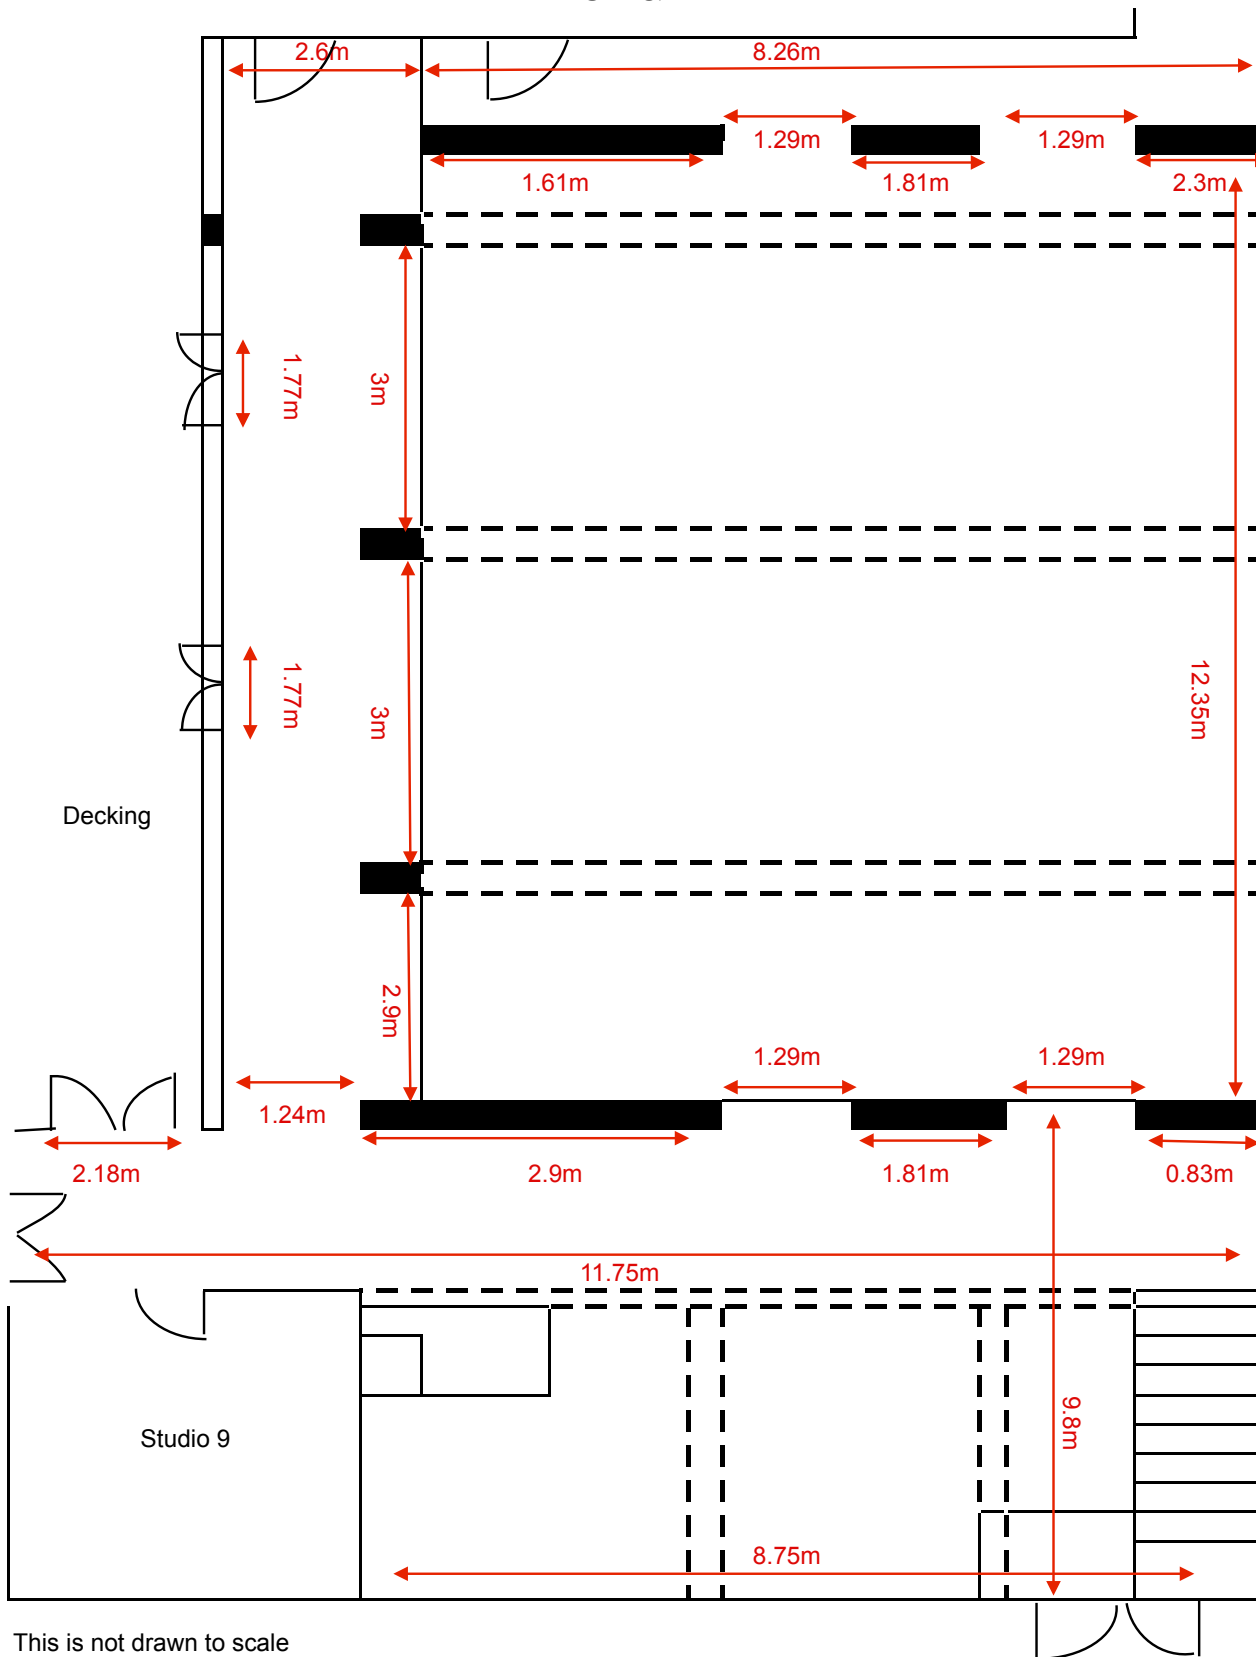 2.6m
8.26m
1.29m
1.29m
1.61m
1.81m
2.3m
1.77m
3m
1.77m
3m
12.35m
Decking
2.9m
1.29m
1.29m
1.24m
2.18m
2.9m
1.81m
0.83m
11.75m
9.8m
Studio 9
8.75m
This is not drawn to scale